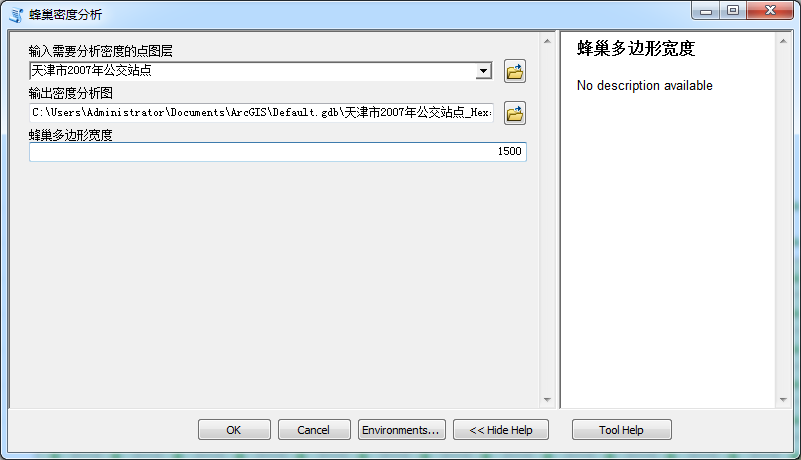 蜂巢密度分析
输入需要分析密度的点图层
天津市2007年公交站点
输出密度分析图
C:\Users\Administrator\Documents\ArcGIS\Default.gdb\天津市2007年公交站点_Hex
蜂巢多边形宽度
1500
蜂巢多边形宽度
No description available
OK
Cancel
Environments...
<< Hide Help
Tool Help